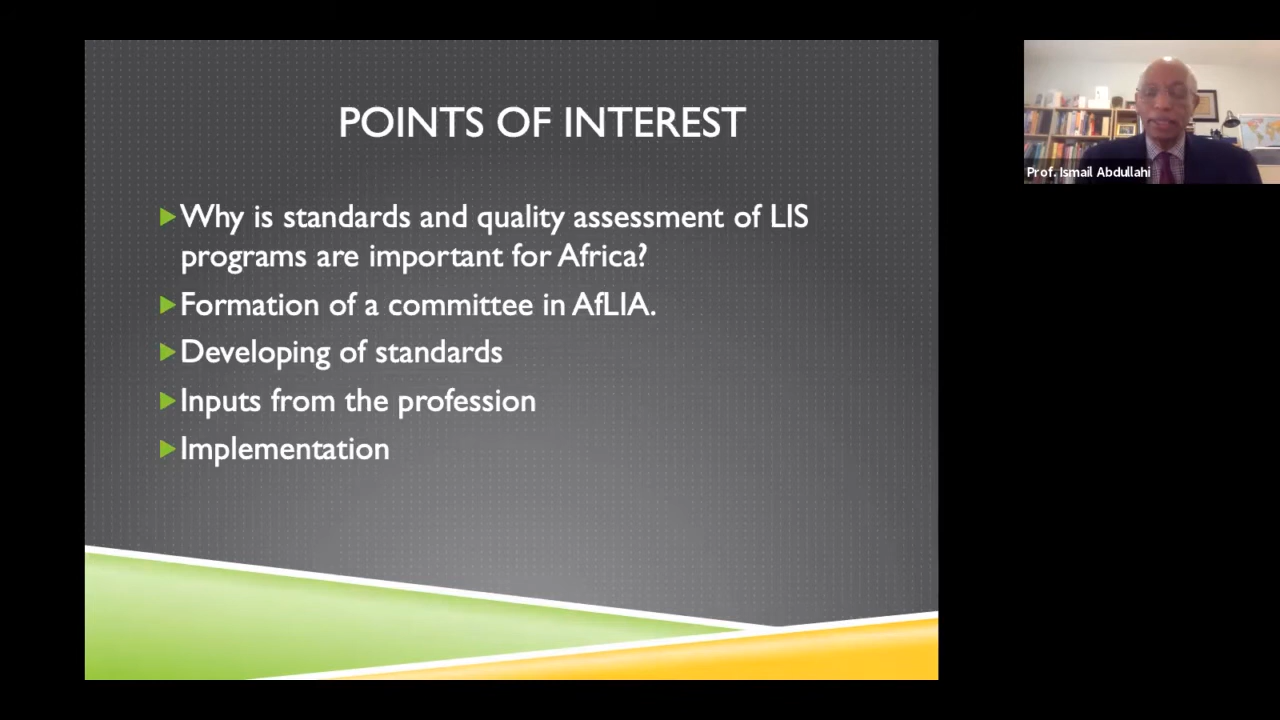 POINTS OF INTEREST
Why is standards and quality assessment of LIS
programs are important for Africa?
Formation of a committee in AfLIA.
Developing of standards
Inputs from the profession
Implementation
Prof. Ismail Abdullahi